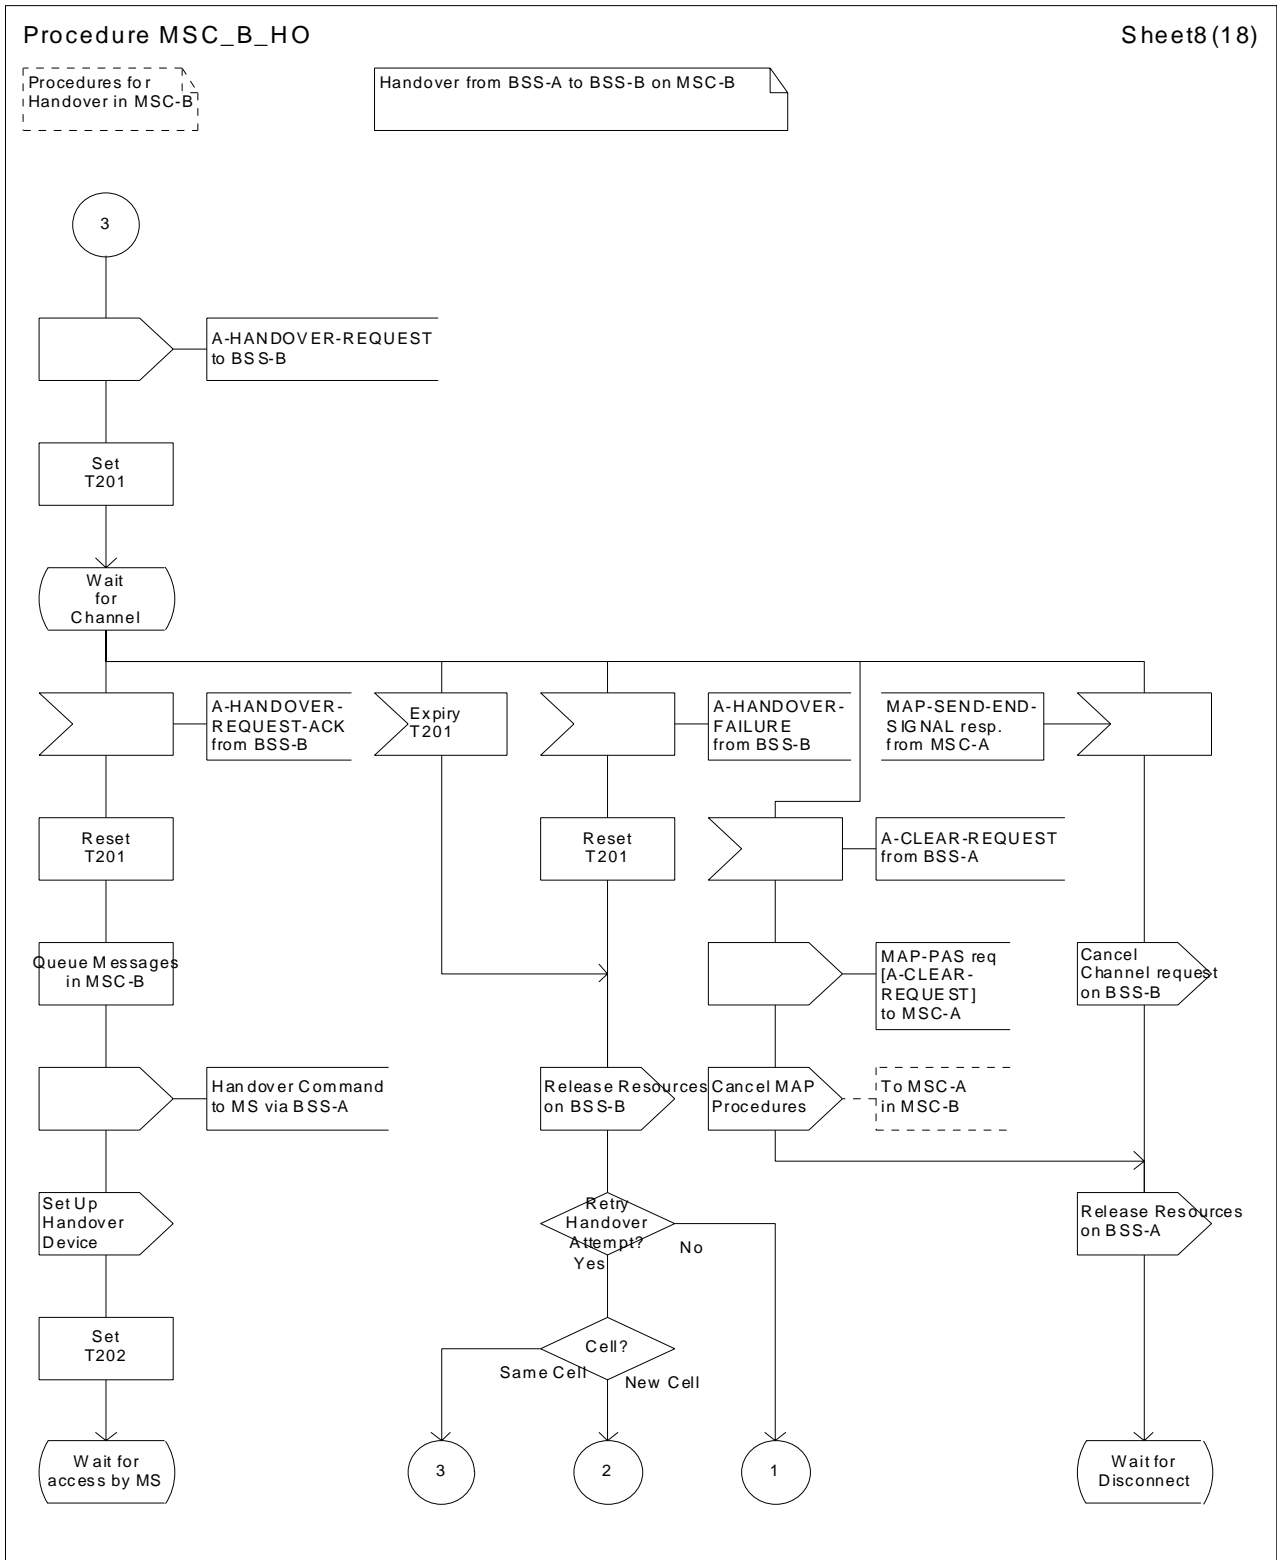 Procedure MSC_B_HO
Sheet8(18)
Procedures for
Handover in MSC-B
Handover from BSS-A to BSS-B on MSC-B
3
A-HANDOVER-REQUEST
to BSS-B
Set
T201
Wait
for
Channel
A-HANDOVER-
REQUEST-ACK
from BSS-B
Expiry
T201
A-HANDOVER-
FAILURE
from BSS-B
MAP-SEND-END-
SIGNAL resp.
from MSC-A
Reset
T201
Reset
T201
A-CLEAR-REQUEST
from BSS-A
Queue Messages
in MSC-B
MAP-PAS req
[A-CLEAR-
REQUEST]
to MSC-A
Cancel
Channel request
on BSS-B
Handover Command
to MS via BSS-A
Release Resources
on BSS-B
Cancel MAP
Procedures
To MSC-A
in MSC-B
Set Up
Handover
Device
Retry
Handover
Attempt?
Yes
No
Release Resources
on BSS-A
Set
T202
Cell?
Same Cell
New Cell
Wait for
access by MS
3
2
1
Wait for
Disconnect